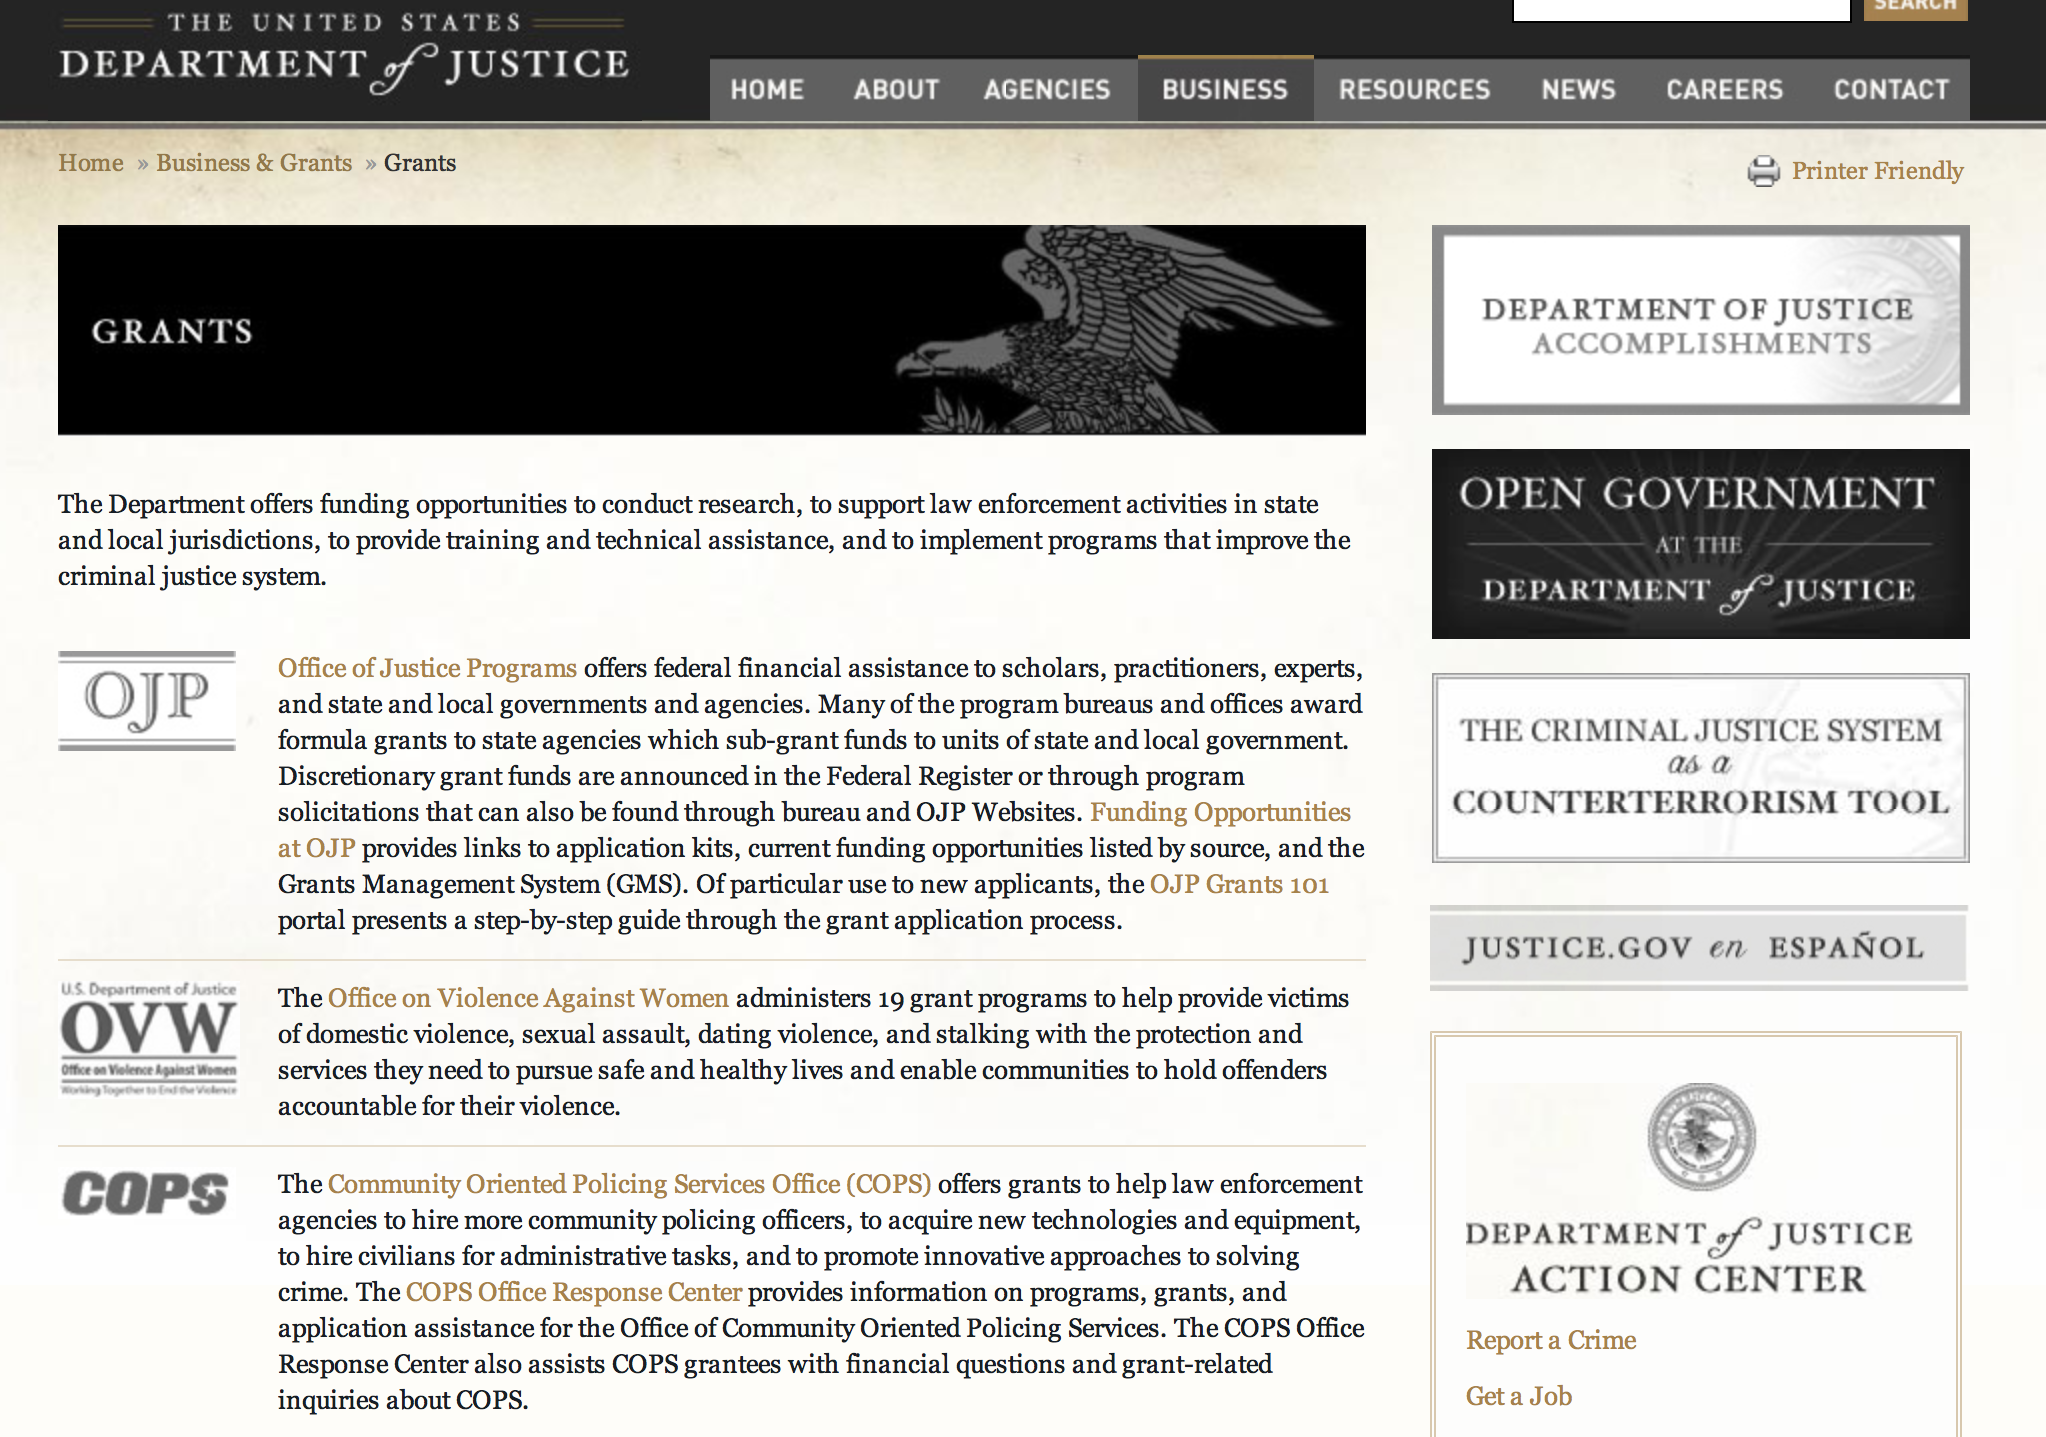 THE UNITED STATES
DEPARTMENT of JUSTICE
SEARCH
HOME ABOUT AGENCIES BUSINESS RESOURCES NEWS CAREERS CONTACT
Home » Business & Grants » Grants
Printer Friendly
GRANTS
The Department offers funding opportunities to conduct research, to support law enforcement activities in state
and local jurisdictions, to provide training and technical assistance, and to implement programs that improve the
criminal justice system.
OJP
Office of Justice Programs offers federal financial assistance to scholars, practitioners, experts,
and state and local governments and agencies. Many of the program bureaus and offices award
formula grants to state agencies which sub-grant funds to units of state and local government.
Discretionary grant funds are announced in the Federal Register or through program
solicitations that can also be found through bureau and OJP Websites. Funding Opportunities
at OJP provides links to application kits, current funding opportunities listed by source, and the
Grants Management System (GMS). Of particular use to new applicants, the OJP Grants 101
portal presents a step-by-step guide through the grant application process.
U.S. Department of Justice
OVW
Office on Violence Against Women
Working Together to End the Violence
The Office on Violence Against Women administers 19 grant programs to help provide victims
of domestic violence, sexual assault, dating violence, and stalking with the protection and
services they need to pursue safe and healthy lives and enable communities to hold offenders
accountable for their violence.
COPS
The Community Oriented Policing Services Office (COPS) offers grants to help law enforcement
agencies to hire more community policing officers, to acquire new technologies and equipment,
to hire civilians for administrative tasks, and to promote innovative approaches to solving
crime. The COPS Office Response Center provides information on programs, grants, and
application assistance for the Office of Community Oriented Policing Services. The COPS Office
Response Center also assists COPS grantees with financial questions and grant-related
inquiries about COPS.
DEPARTMENT OF JUSTICE
ACCOMPLISHMENTS
OPEN GOVERNMENT
AT THE
DEPARTMENT of JUSTICE
THE CRIMINAL JUSTICE SYSTEM
as a
COUNTERTERRORISM TOOL
JUSTICE.GOV en ESPAÑOL
DEPARTMENT of JUSTICE
ACTION CENTER
Report a Crime
Get a Job